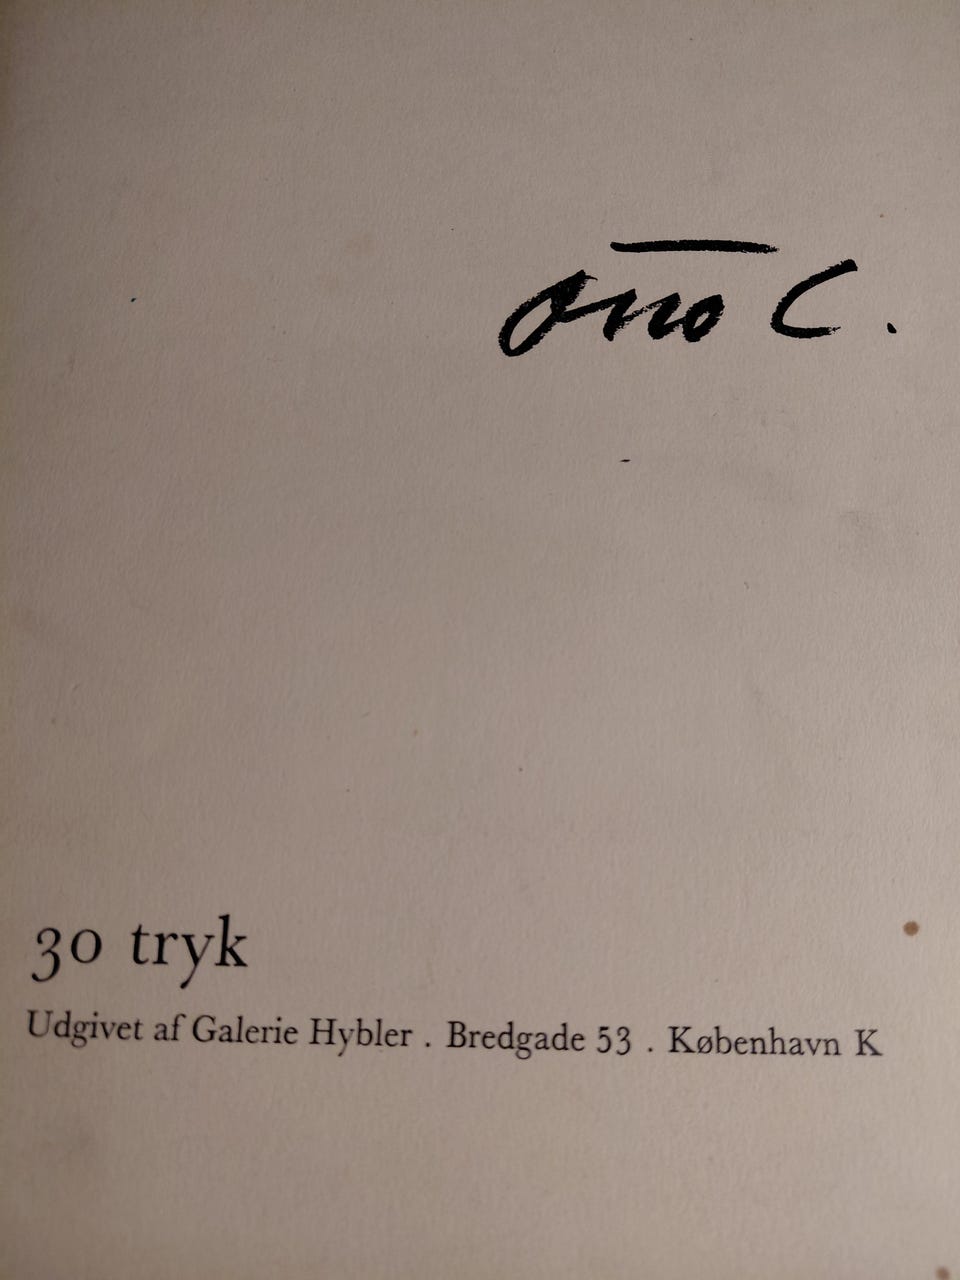 Otto C.
30 tryk
Udgivet af Galerie Hybler . Bredgade 53 . København K